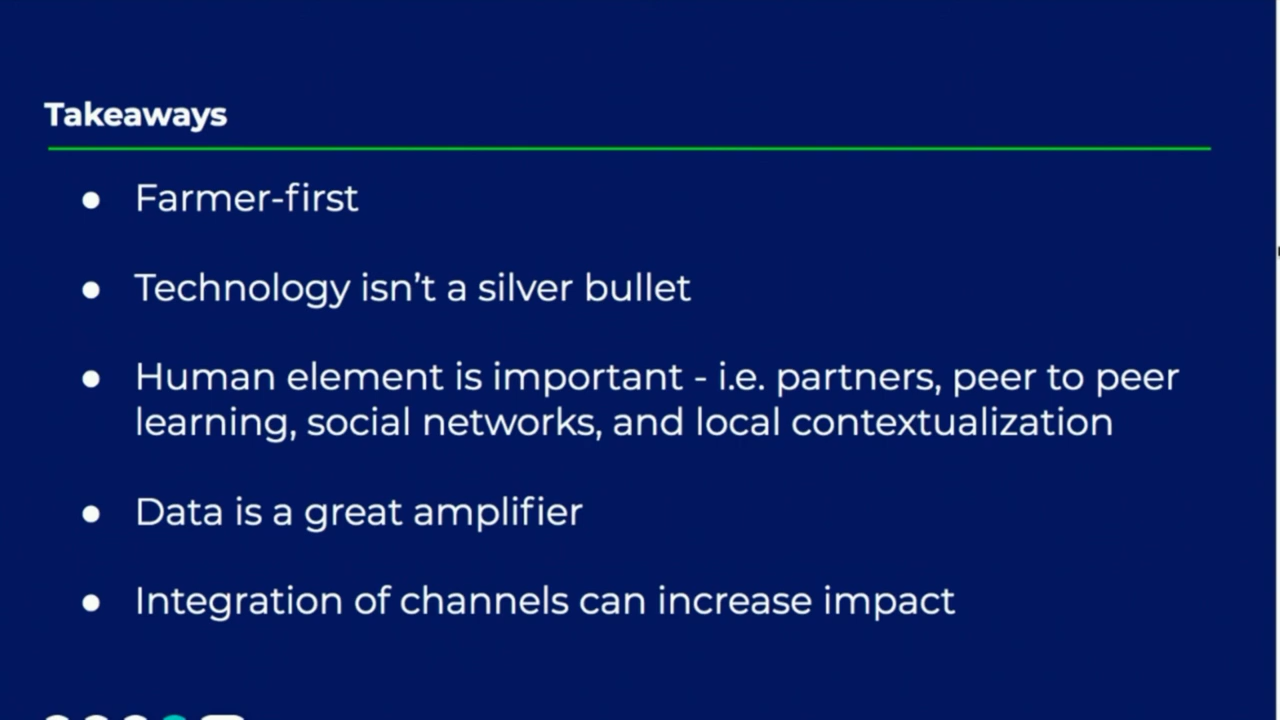 Takeaways
● Farmer-first
● Technology isn’t a silver bullet
● Human element is important - i.e. partners, peer to peer
learning, social networks, and local contextualization
● Data is a great amplifier
● Integration of channels can increase impact